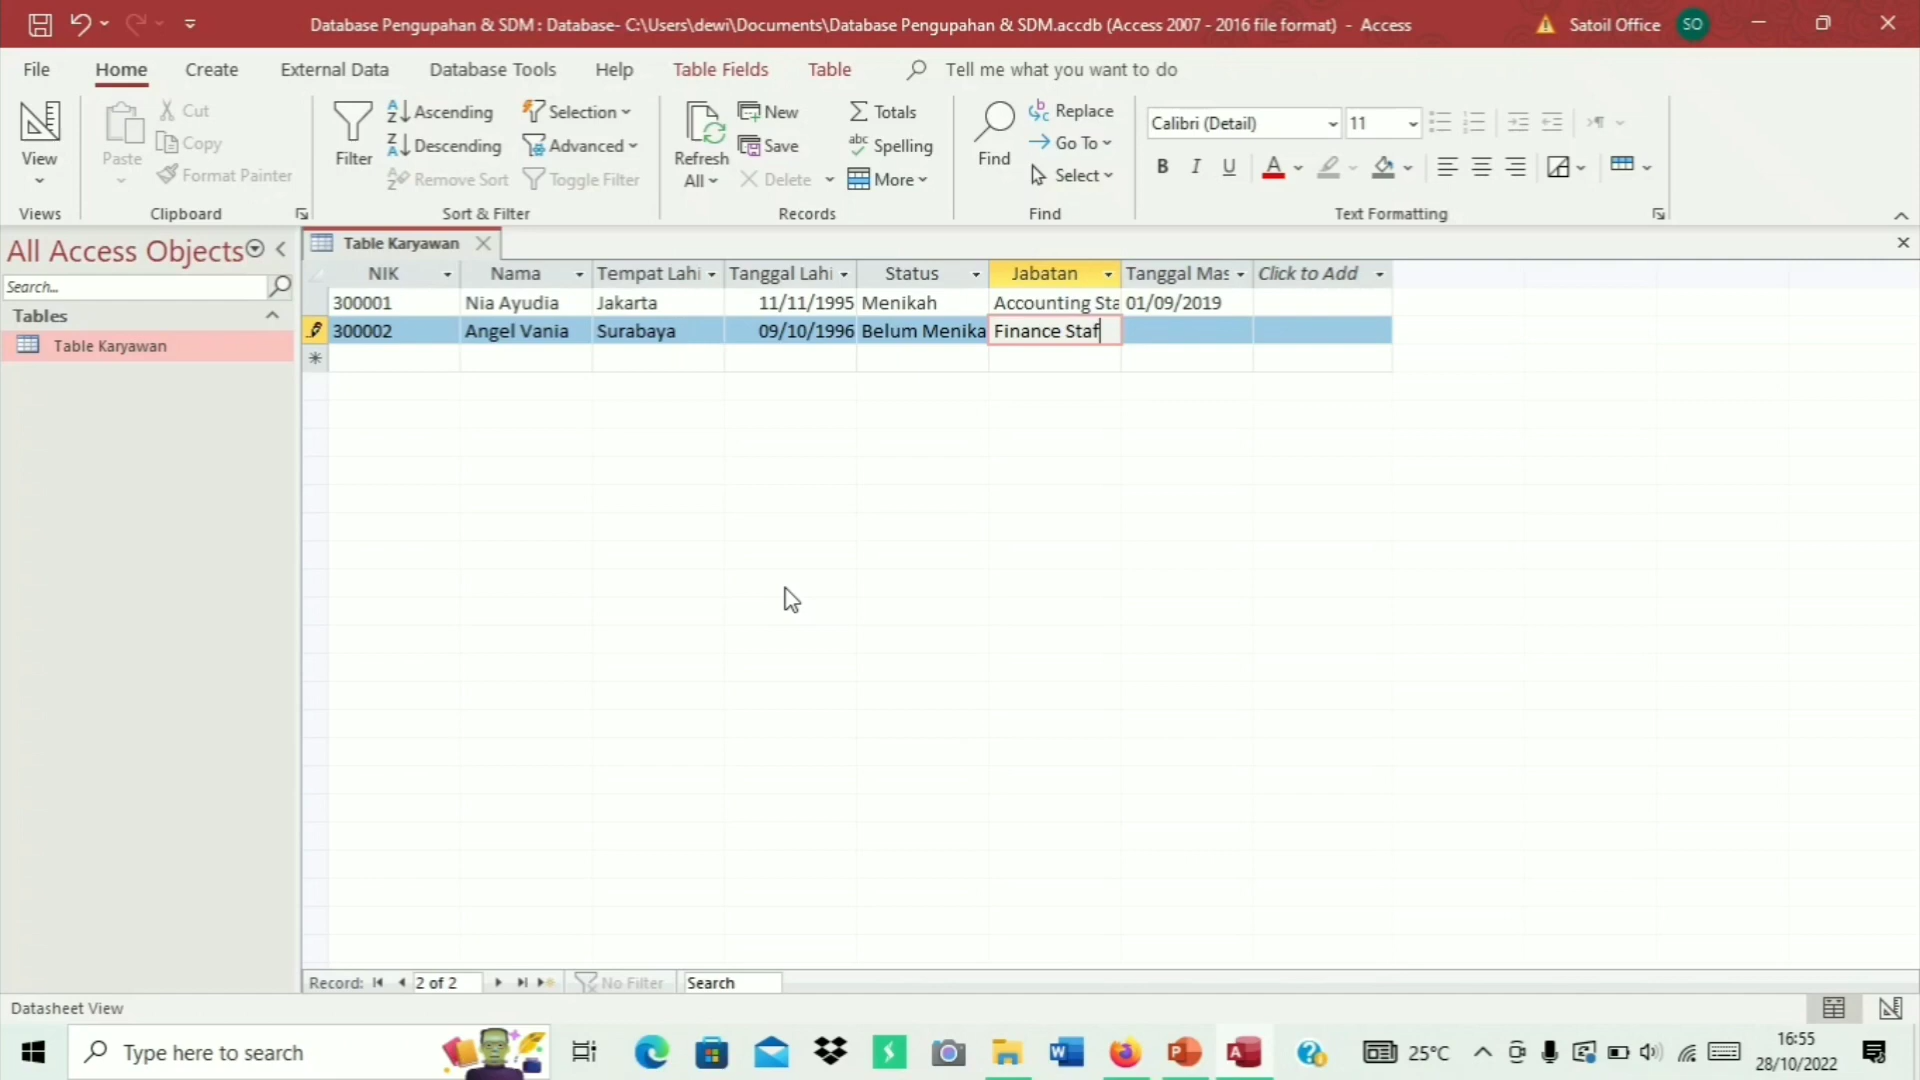 Database Pengupahan & SDM : Database- C:\Users\dewi\Documents\Database Pengupahan & SDM.accdb (Access 2007 - 2016 file format) - Access
Satoil Office SO
File Home Create External Data Database Tools Help Table Fields Table Tell me what you want to do
View
Views
Paste
Cut
Copy
Format Painter
Clipboard
Filter
Ascending
Descending
Remove Sort
Selection
Advanced
Toggle Filter
Sort & Filter
Refresh
All
New
Save
Delete
Totals
Spelling
More
Records
Find
Replace
Go To
Select
Find
Calibri (Detail) 11
B I U A
Text Formatting
All Access Objects
Search...
Tables
Table Karyawan
Table Karyawan
NIK Nama Tempat Lahi Tanggal Lahi Status Jabatan Tanggal Mas Click to Add
300001 Nia Ayudia Jakarta 11/11/1995 Menikah Accounting Sta 01/09/2019
300002 Angel Vania Surabaya 09/10/1996 Belum Menika Finance Staf
Record: 2 of 2 No Filter Search
Datasheet View
Type here to search
25°C
16:55
28/10/2022